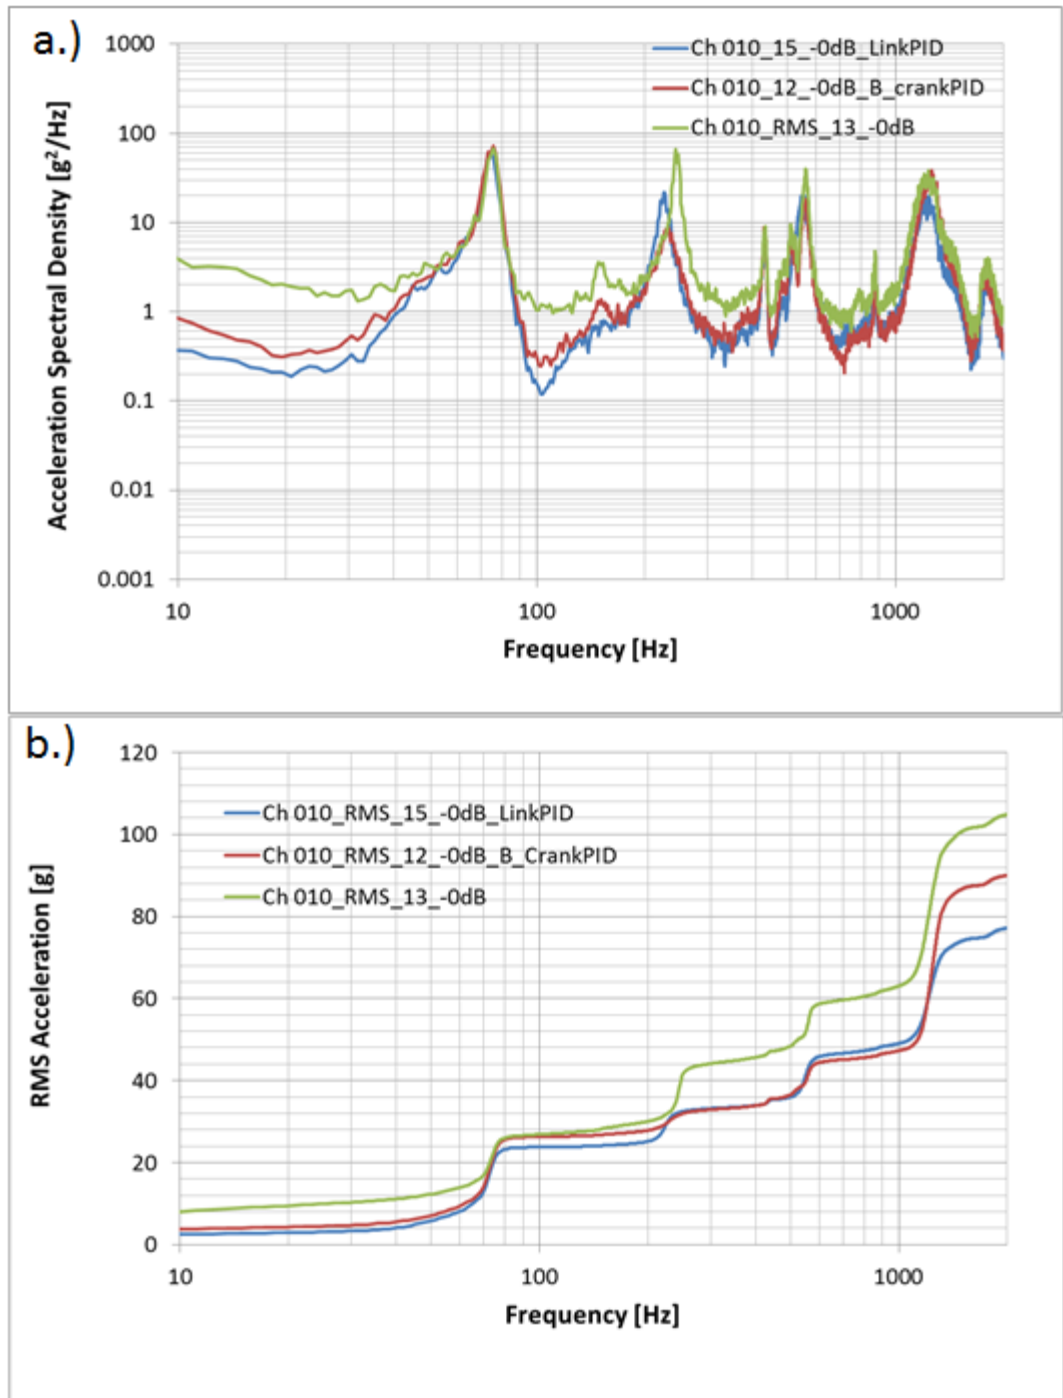 a.)
1000
100
10
1
0.1
0.01
0.001
Acceleration Spectral Density [g²/Hz]
Ch 010_15_-0dB_LinkPID
Ch 010_12_-0dB_B_crankPID
Ch 010_RMS_13_-0dB
10 100 1000
Frequency [Hz]
b.)
120
100
80
60
40
20
0
RMS Acceleration [g]
Ch 010_RMS_15_-0dB_LinkPID
Ch 010_RMS_12_-0dB_B_CrankPID
Ch 010_RMS_13_-0dB
10 100 1000
Frequency [Hz]